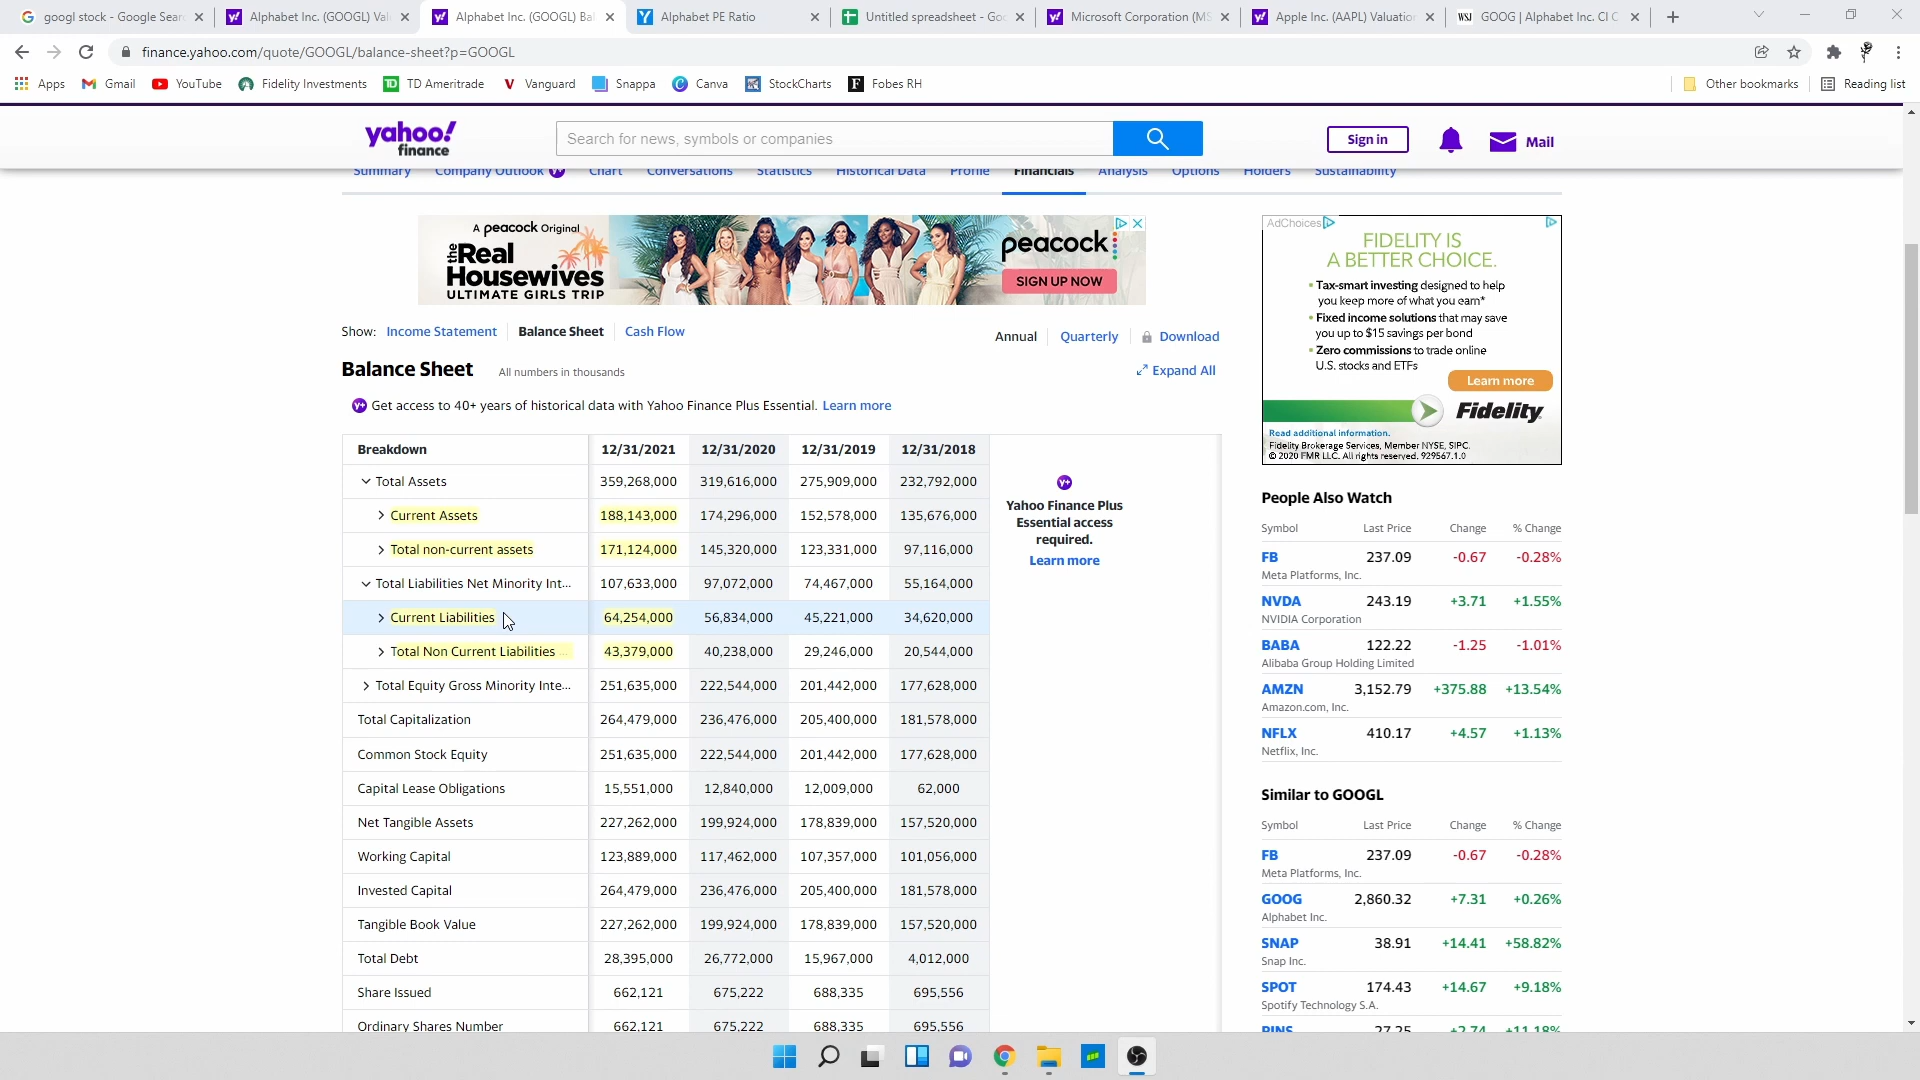 googl stock - Google Sear
Alphabet Inc. (GOOGL) Val
Alphabet Inc. (GOOGL) Bal
Alphabet PE Ratio
Untitled spreadsheet - Goo
Microsoft Corporation (MS
Apple Inc. (AAPL) Valuatio
WSJ GOOG | Alphabet Inc. Cl C
finance.yahoo.com/quote/GOOGL/balance-sheet?p=GOOGL
Apps Gmail YouTube Fidelity Investments TD Ameritrade Vanguard Snappa Canva StockCharts Fobes RH Other bookmarks Reading list
yahoo!
finance
Search for news, symbols or companies
Sign in
Mail
Summary Company Outlook Chart Conversations Statistics Historical Data Profile Financials Analysis Options Holders Sustainability
A peacock Original
the Real
Housewives
ULTIMATE GIRLS TRIP
peacock
SIGN UP NOW
Show: Income Statement Balance Sheet Cash Flow
Annual Quarterly Download
Balance Sheet All numbers in thousands
Expand All
Get access to 40+ years of historical data with Yahoo Finance Plus Essential. Learn more
Breakdown 12/31/2021 12/31/2020 12/31/2019 12/31/2018
Total Assets 359,268,000 319,616,000 275,909,000 232,792,000
Current Assets 188,143,000 174,296,000 152,578,000 135,676,000
Total non-current assets 171,124,000 145,320,000 123,331,000 97,116,000
Total Liabilities Net Minority Int... 107,633,000 97,072,000 74,467,000 55,164,000
Current Liabilities 64,254,000 56,834,000 45,221,000 34,620,000
Total Non Current Liabilities ... 43,379,000 40,238,000 29,246,000 20,544,000
Total Equity Gross Minority Inte... 251,635,000 222,544,000 201,442,000 177,628,000
Total Capitalization 264,479,000 236,476,000 205,400,000 181,578,000
Common Stock Equity 251,635,000 222,544,000 201,442,000 177,628,000
Capital Lease Obligations 15,551,000 12,840,000 12,009,000 62,000
Net Tangible Assets 227,262,000 199,924,000 178,839,000 157,520,000
Working Capital 123,889,000 117,462,000 107,357,000 101,056,000
Invested Capital 264,479,000 236,476,000 205,400,000 181,578,000
Tangible Book Value 227,262,000 199,924,000 178,839,000 157,520,000
Total Debt 28,395,000 26,772,000 15,967,000 4,012,000
Share Issued 662,121 675,222 688,335 695,556
Ordinary Shares Number 662,121 675,222 688,335 695,556
Yahoo Finance Plus
Essential access
required.
Learn more
AdChoices
FIDELITY IS
A BETTER CHOICE.
• Tax-smart investing designed to help
you keep more of what you earn*
• Fixed income solutions that may save
you up to $15 savings per bond
• Zero commissions to trade online
U.S. stocks and ETFs
Learn more
Fidelity
Read additional information.
Fidelity Brokerage Services, Member NYSE, SIPC.
© 2020 FMR LLC. All rights reserved. 929567.1.0
People Also Watch
Symbol Last Price Change % Change
FB 237.09 -0.67 -0.28%
Meta Platforms, Inc.
NVDA 243.19 +3.71 +1.55%
NVIDIA Corporation
BABA 122.22 -1.25 -1.01%
Alibaba Group Holding Limited
AMZN 3,152.79 +375.88 +13.54%
Amazon.com, Inc.
NFLX 410.17 +4.57 +1.13%
Netflix, Inc.
Similar to GOOGL
Symbol Last Price Change % Change
FB 237.09 -0.67 -0.28%
Meta Platforms, Inc.
GOOG 2,860.32 +7.31 +0.26%
Alphabet Inc.
SNAP 38.91 +14.41 +58.82%
Snap Inc.
SPOT 174.43 +14.67 +9.18%
Spotify Technology S.A.
PINS 27.25 +2.74 +11.18%